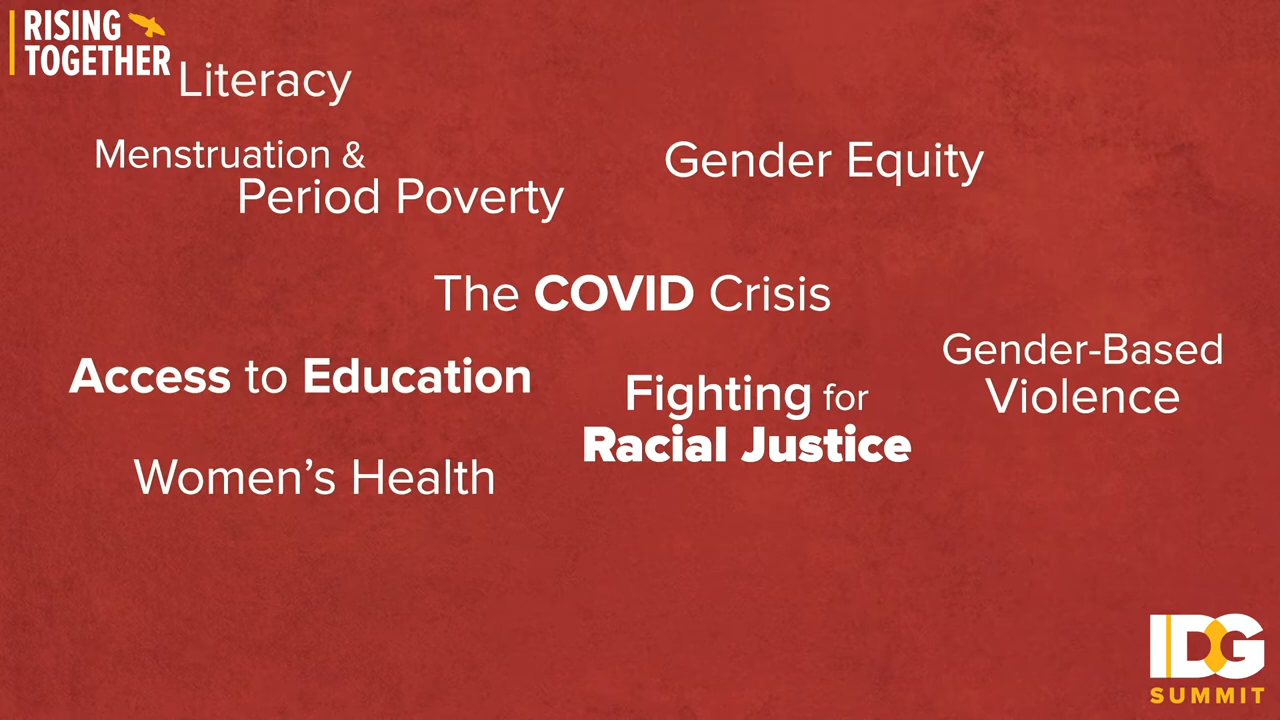 RISING
TOGETHER
Literacy
Menstruation &
Period Poverty
Gender Equity
The COVID Crisis
Access to Education
Fighting for
Racial Justice
Gender-Based
Violence
Women’s Health
IDG
SUMMIT